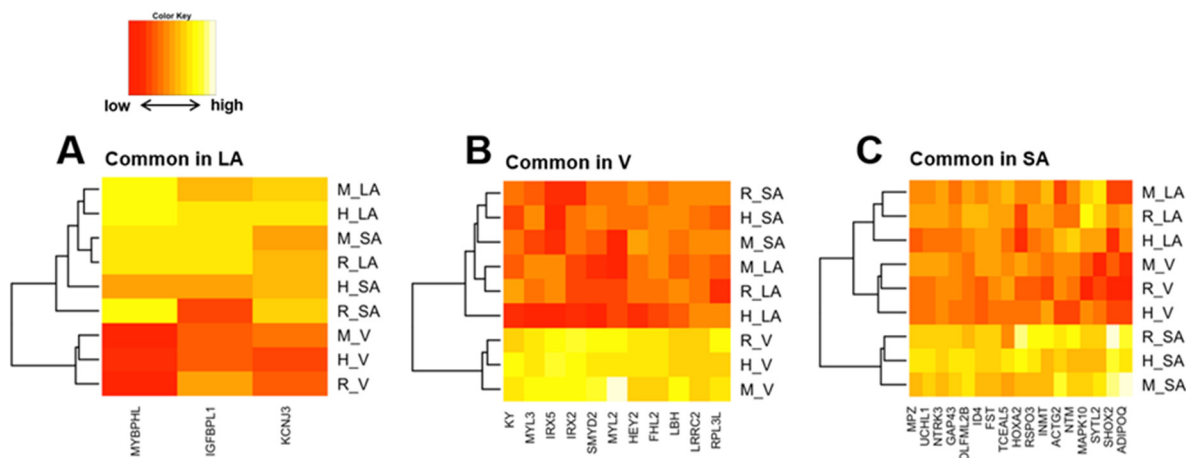 Color Key
low high
A Common in LA
M_LA
H_LA
M_SA
R_LA
H_SA
R_SA
M_V
H_V
R_V
MYBPHL
IGFBPL1
KCNJ3
B Common in V
R_SA
H_SA
M_SA
M_LA
R_LA
H_LA
R_V
H_V
M_V
KY
MYL3
IRX5
IRX2
SMYD2
MYL2
HEY2
FHL2
LBH
LRRC2
RPL3L
C Common in SA
M_LA
R_LA
H_LA
M_V
R_V
H_V
R_SA
H_SA
M_SA
MPZ
UCHL1
NTRK3
GAP43
OLFML2B
ID4
FST
TCEAL5
HOXA2
RSPO3
INMT
ACTG2
NTM
MAPK10
SYTL2
SHOX2
ADIPOQ